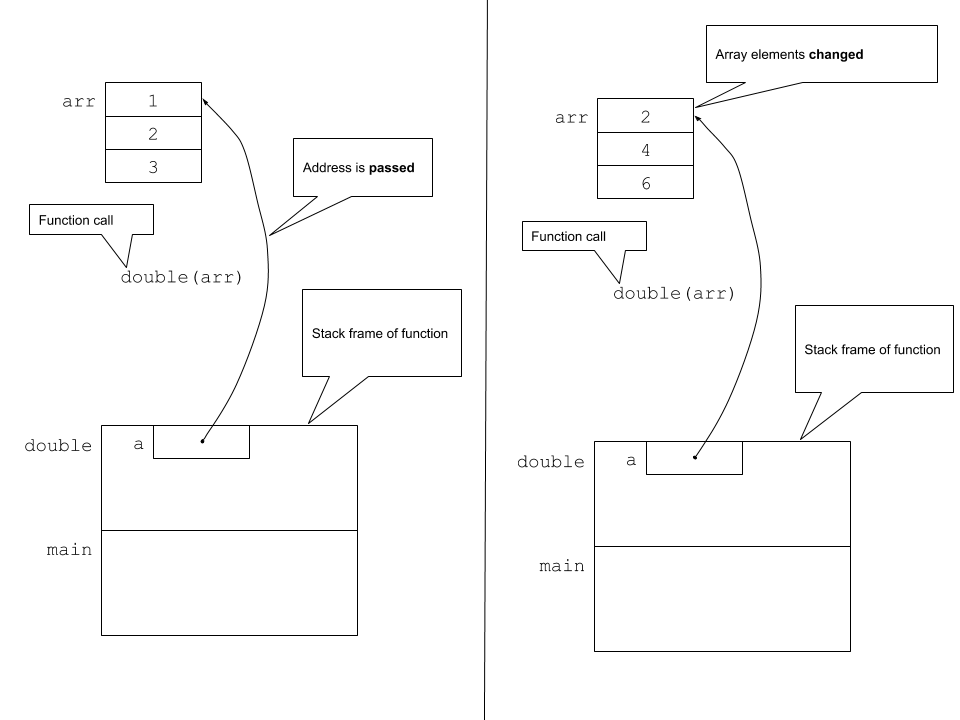 arr
1
2
3
Address is passed
Function call
double(arr)
Stack frame of function
double
a
main
Array elements changed
arr
2
4
6
Function call
double(arr)
Stack frame of function
double
a
main